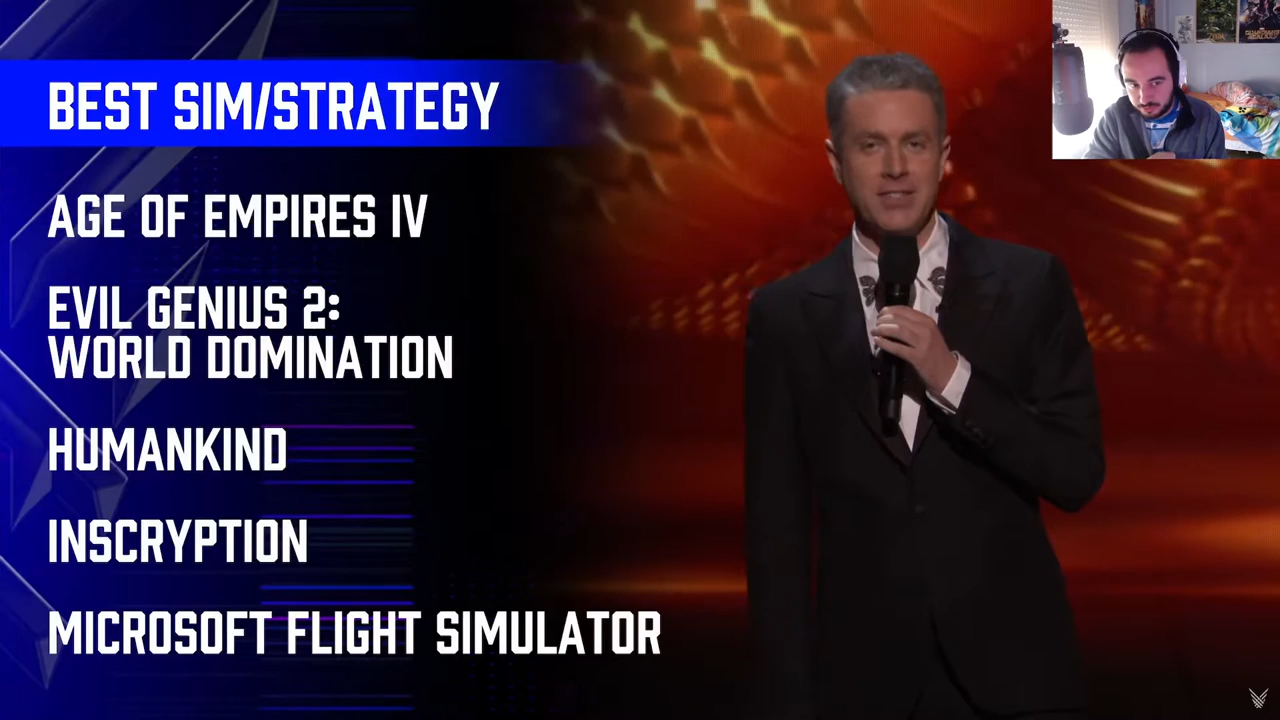 BEST SIM/STRATEGY
AGE OF EMPIRES IV
EVIL GENIUS 2:
WORLD DOMINATION
HUMANKIND
INSCRYPTION
MICROSOFT FLIGHT SIMULATOR